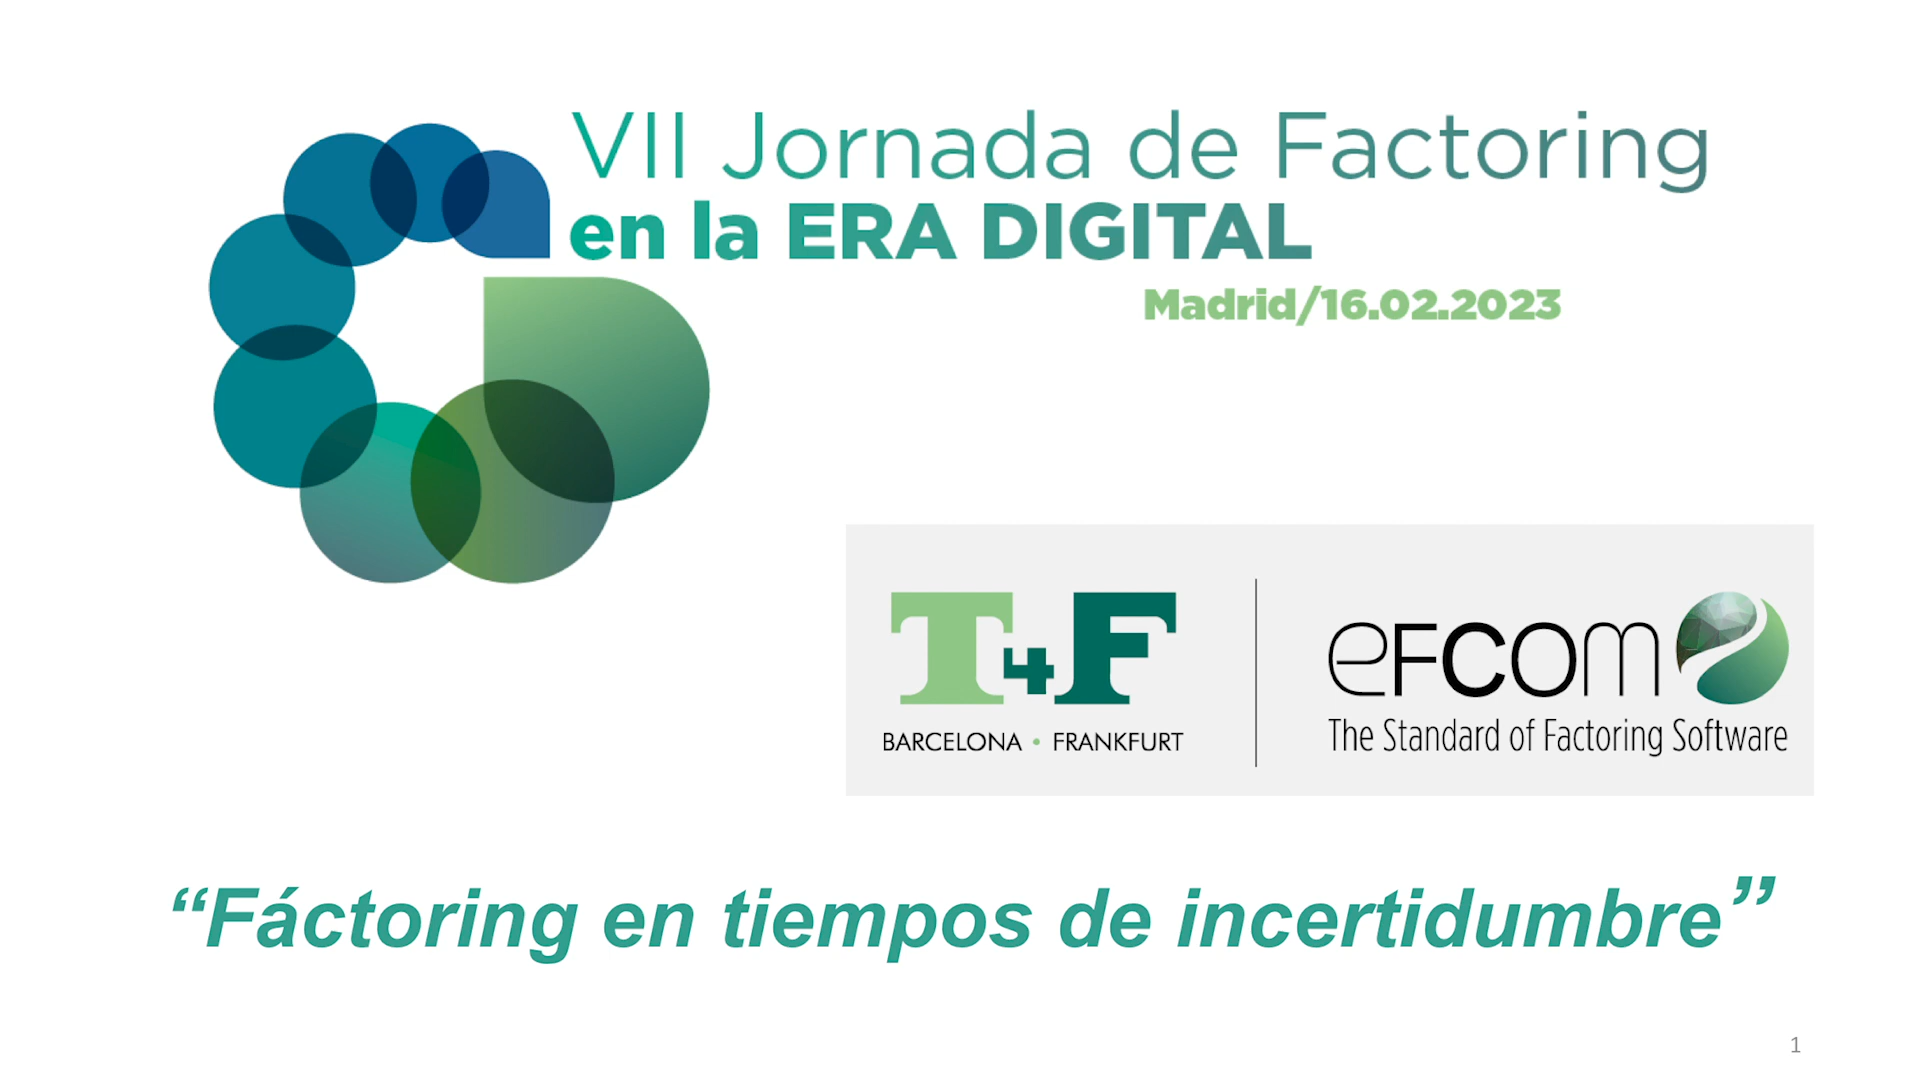 VII Jornada de Factoring
en la ERA DIGITAL
Madrid/16.02.2023
T4F
BARCELONA • FRANKFURT
eFCOM
The Standard of Factoring Software
“Fáctoring en tiempos de incertidumbre”
1